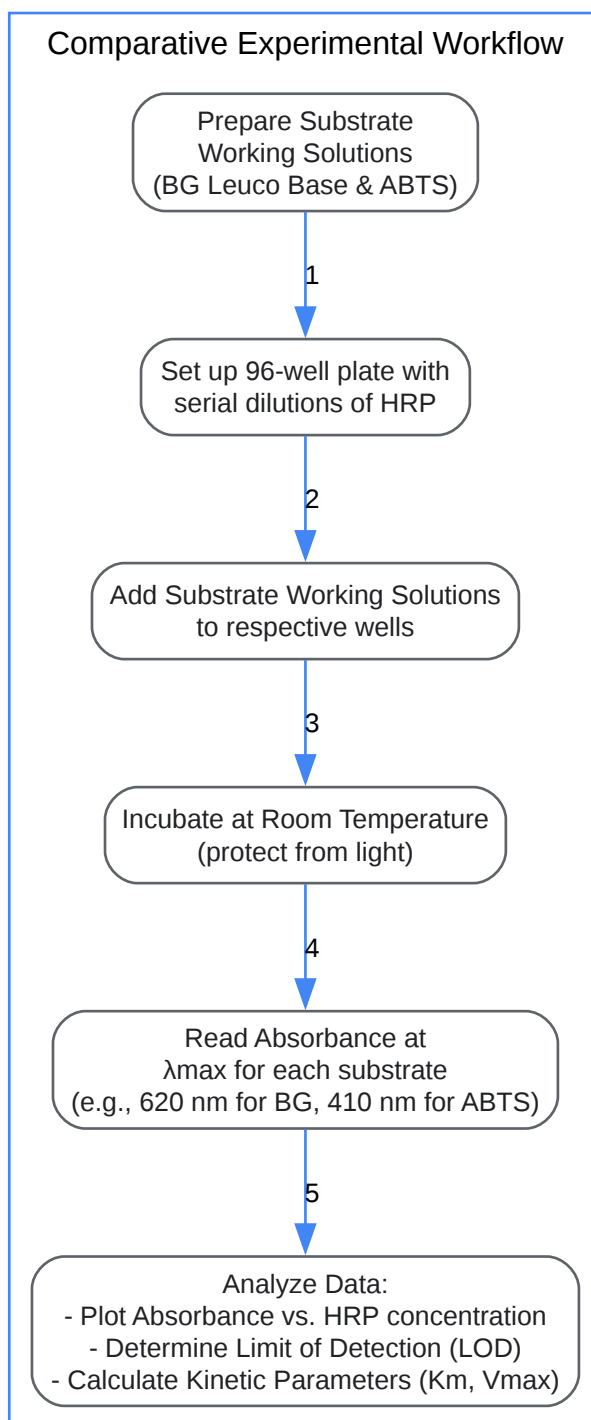 Comparative Experimental Workflow
Prepare Substrate
Working Solutions
(BG Leuco Base & ABTS)
1
Set up 96-well plate with
serial dilutions of HRP
2
Add Substrate Working Solutions
to respective wells
3
Incubate at Room Temperature
(protect from light)
4
Read Absorbance at
λmax for each substrate
(e.g., 620 nm for BG, 410 nm for ABTS)
5
Analyze Data:
- Plot Absorbance vs. HRP concentration
- Determine Limit of Detection (LOD)
- Calculate Kinetic Parameters (Km, Vmax)